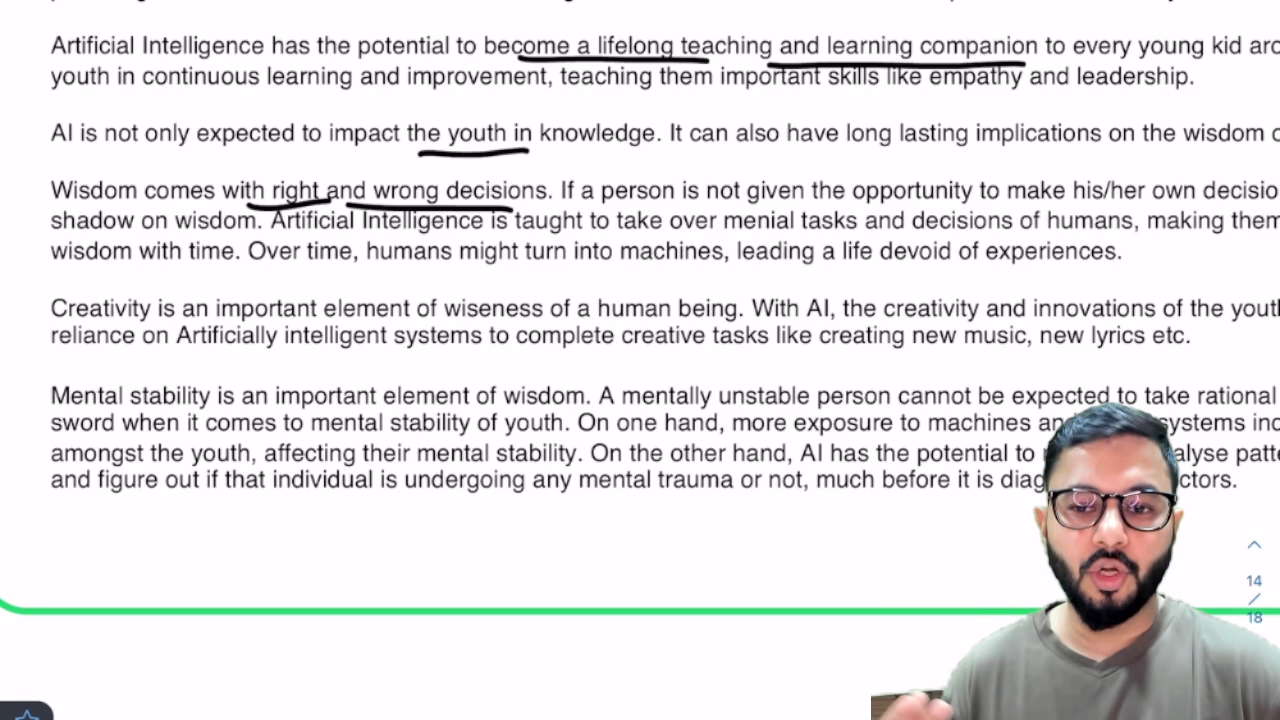 Artificial Intelligence has the potential to become a lifelong teaching and learning companion to every young kid
youth in continuous learning and improvement, teaching them important skills like empathy and leadership.
AI is not only expected to impact the youth in knowledge. It can also have long lasting implications on the wisdom
Wisdom comes with right and wrong decisions. If a person is not given the opportunity to make his/her own
shadow on wisdom. Artificial Intelligence is taught to take over menial tasks and decisions of humans, making them
wisdom with time. Over time, humans might turn into machines, leading a life devoid of experiences.
Creativity is an important element of wiseness of a human being. With AI, the creativity and innovations of the
reliance on Artificially intelligent systems to complete creative tasks like creating new music, new lyrics etc.
Mental stability is an important element of wisdom. A mentally unstable person cannot be expected to take rational
sword when it comes to mental stability of youth. On one hand, more exposure to machines systems
amongst the youth, affecting their mental stability. On the other hand, AI has the potential to
and figure out if that individual is undergoing any mental trauma or not, much before it is
14
/
18